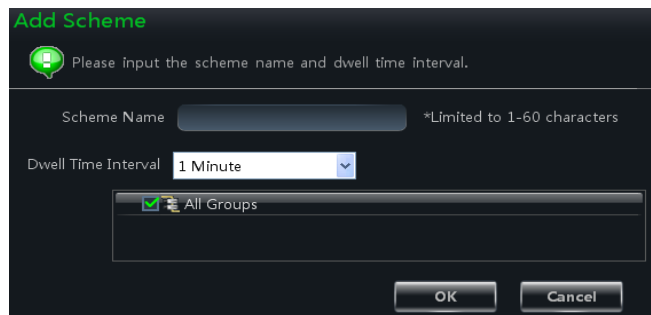 Add Scheme
Please input the scheme name and dwell time interval.
Scheme Name *Limited to 1-60 characters
Dwell Time Interval 1 Minute
All Groups
OK Cancel